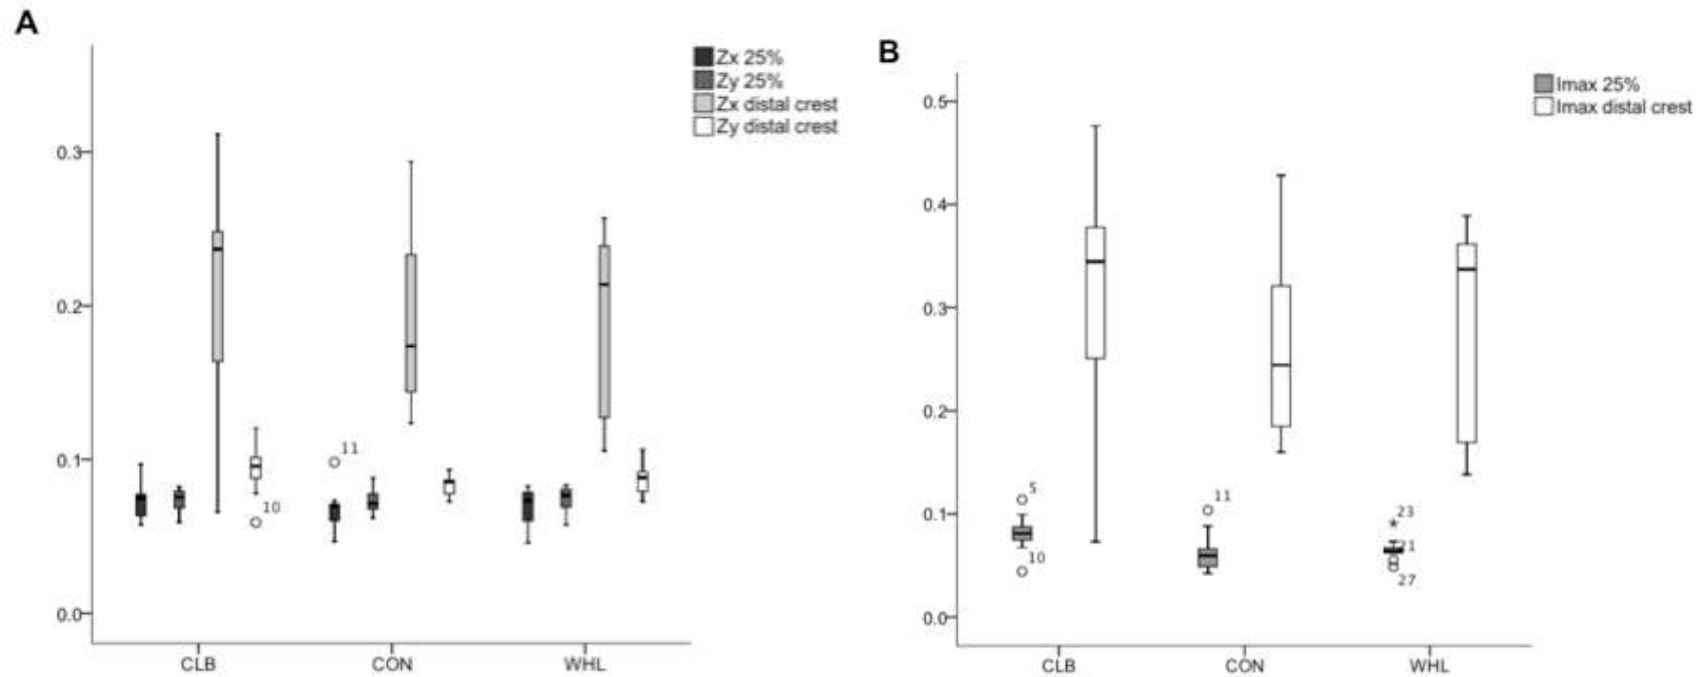 A
Zx 25%
Zy 25%
Zx distal crest
Zy distal crest
0.3
0.2
0.1
0.0
11
10
CLB CON WHL
B
Imax 25%
Imax distal crest
0.5
0.4
0.3
0.2
0.1
0.0
5
10
11
23
21
27
CLB CON WHL